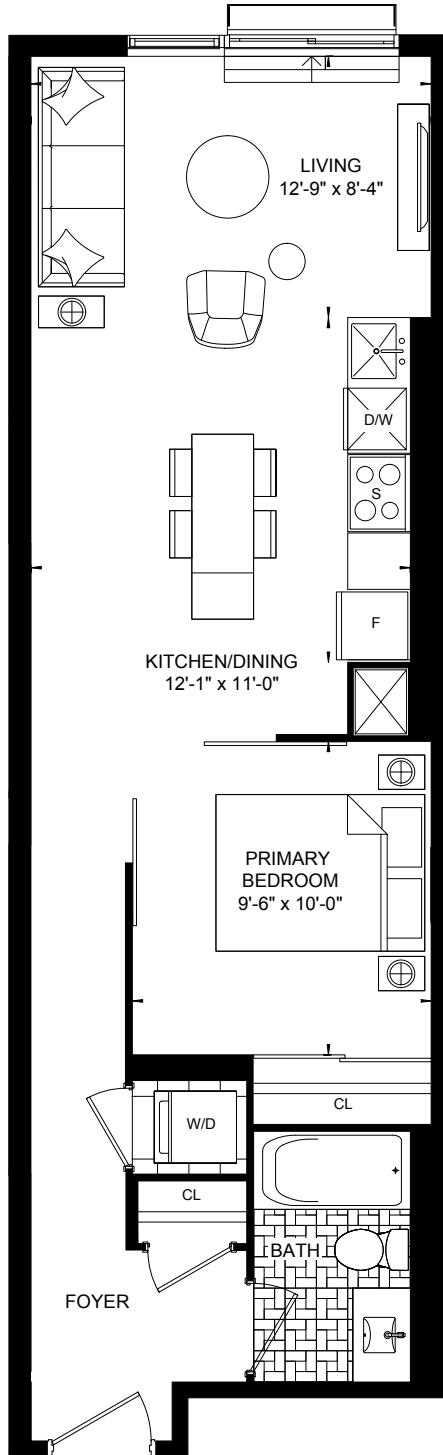 LIVING
12'-9" x 8'-4"
D/W
S
F
KITCHEN/DINING
12'-1" x 11'-0"
PRIMARY
BEDROOM
9'-6" x 10'-0"
CL
W/D
CL
BATH
FOYER